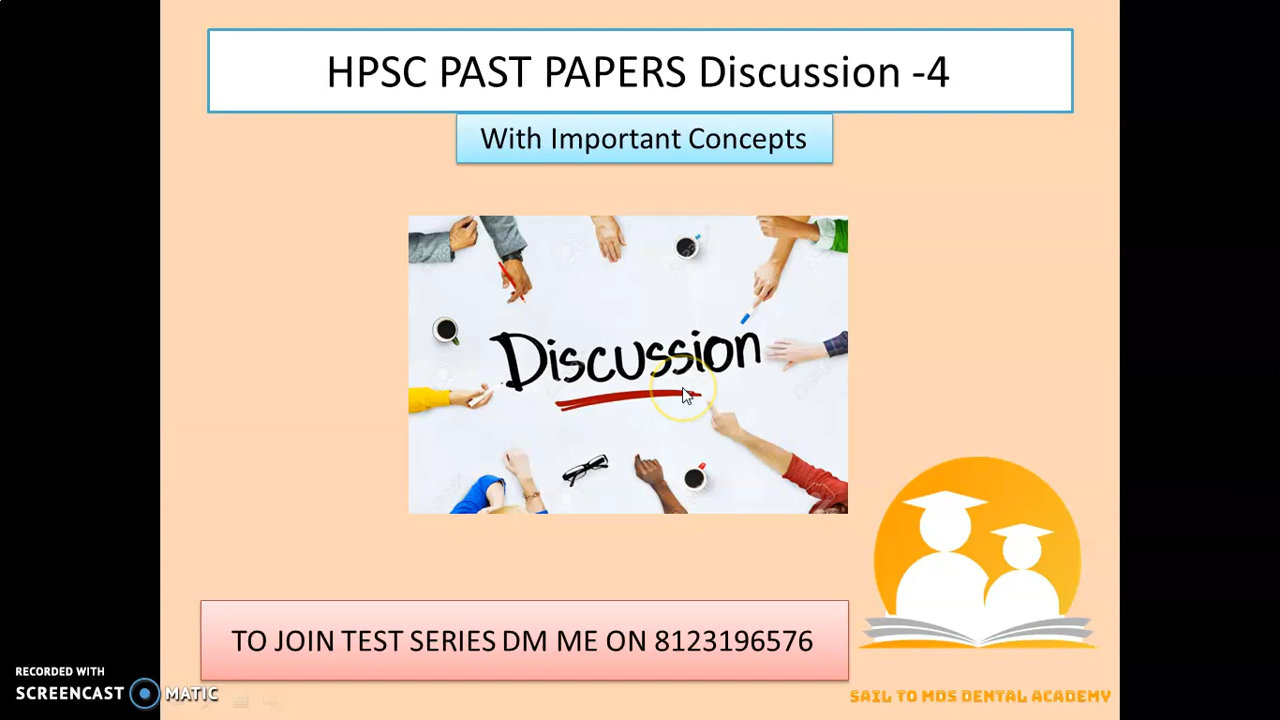 HPSC PAST PAPERS Discussion -4
With Important Concepts
Discussion
TO JOIN TEST SERIES DM ME ON 8123196576
SAIL TO MDS DENTAL ACADEMY
RECORDED WITH
SCREENCAST MATIC